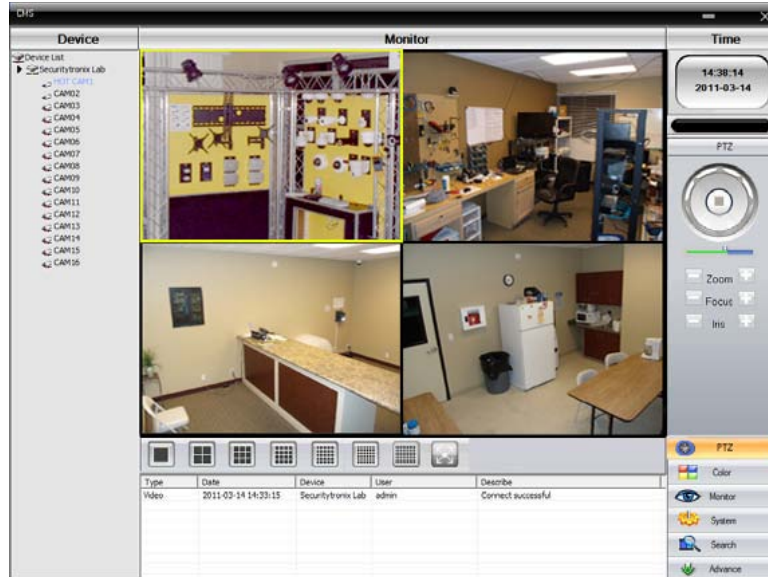 CMS
Device
Monitor
Time
Device List
Securitytronix Lab
HOT CAM1
CAM02
CAM03
CAM04
CAM05
CAM06
CAM07
CAM08
CAM09
CAM10
CAM11
CAM12
CAM13
CAM14
CAM15
CAM16
14:38:14
2011-03-14
PTZ
Zoom
Focus
Iris
PTZ
Color
Monitor
System
Search
Advance
Type Date Device User Describe
Video 2011-03-14 14:33:15 Securitytronix Lab admin Connect successful